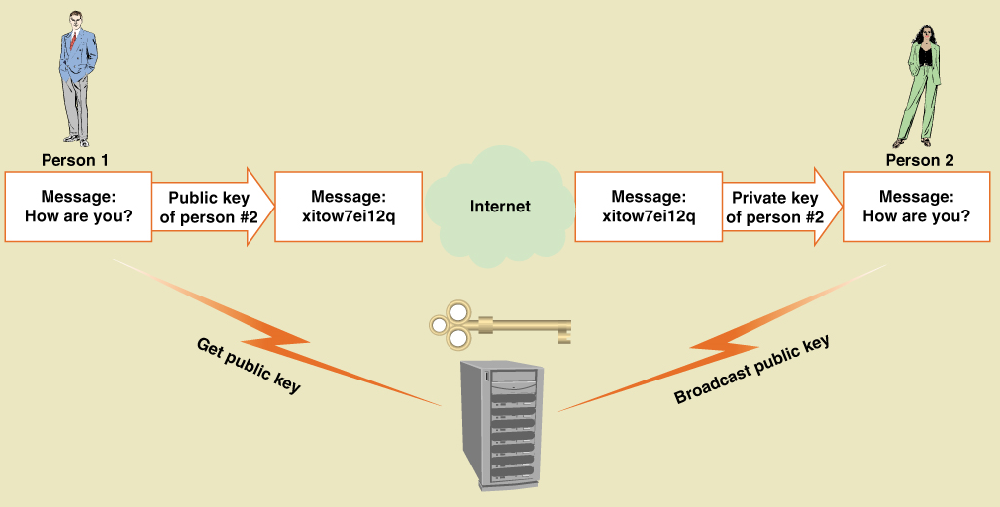 Person 1
Person 2
Message:
How are you?
Public key
of person #2
Message:
xitow7ei12q
Internet
Message:
xitow7ei12q
Private key
of person #2
Message:
How are you?
Get public key
Broadcast public key